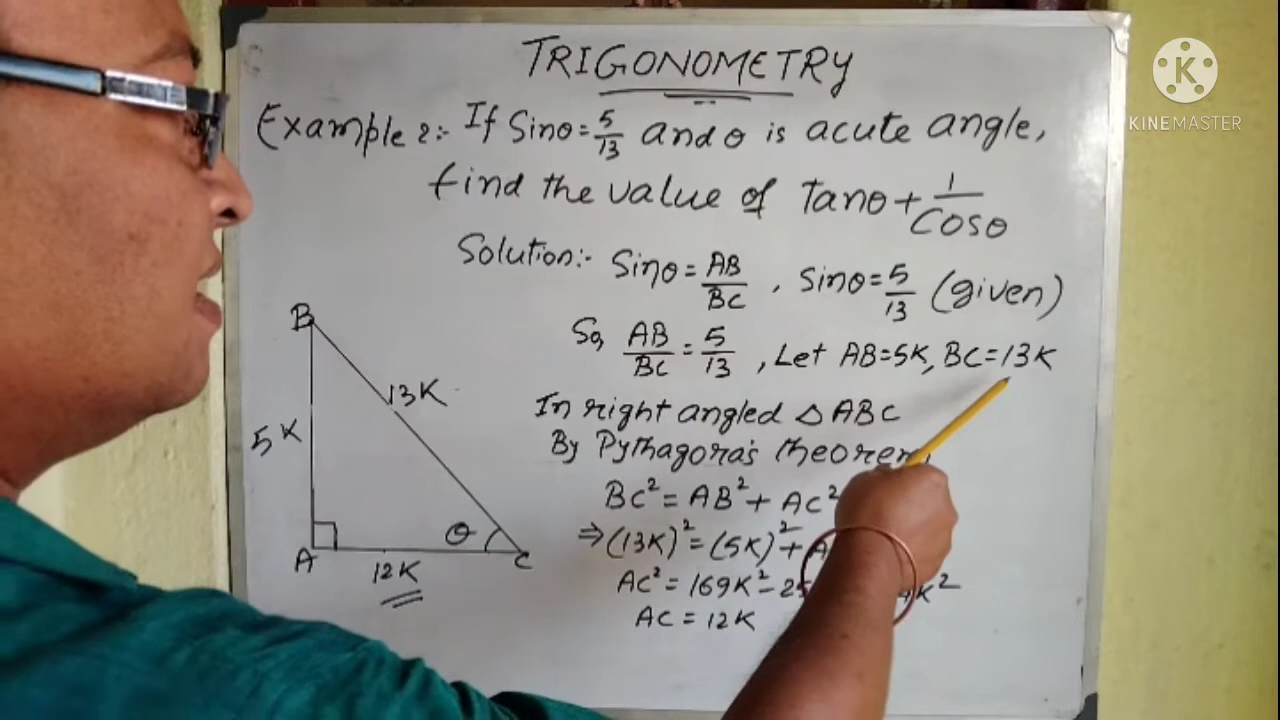 TRIGONOMETRY
Example 2:- If Sinθ = 5/13 and θ is acute angle,
find the value of Tanθ + 1/Cosθ
Solution:- Sinθ = AB/BC , Sinθ = 5/13 (given)
So, AB/BC = 5/13 , Let AB=5K, BC=13K
In right angled △ ABC
By Pythagora's theorem,
BC² = AB² + AC²
⇒ (13K)² = (5K)² +
AC² = 169K² -
AC = 12K
B
13K
5K
A
θ
C
12K
K
KINEMASTER